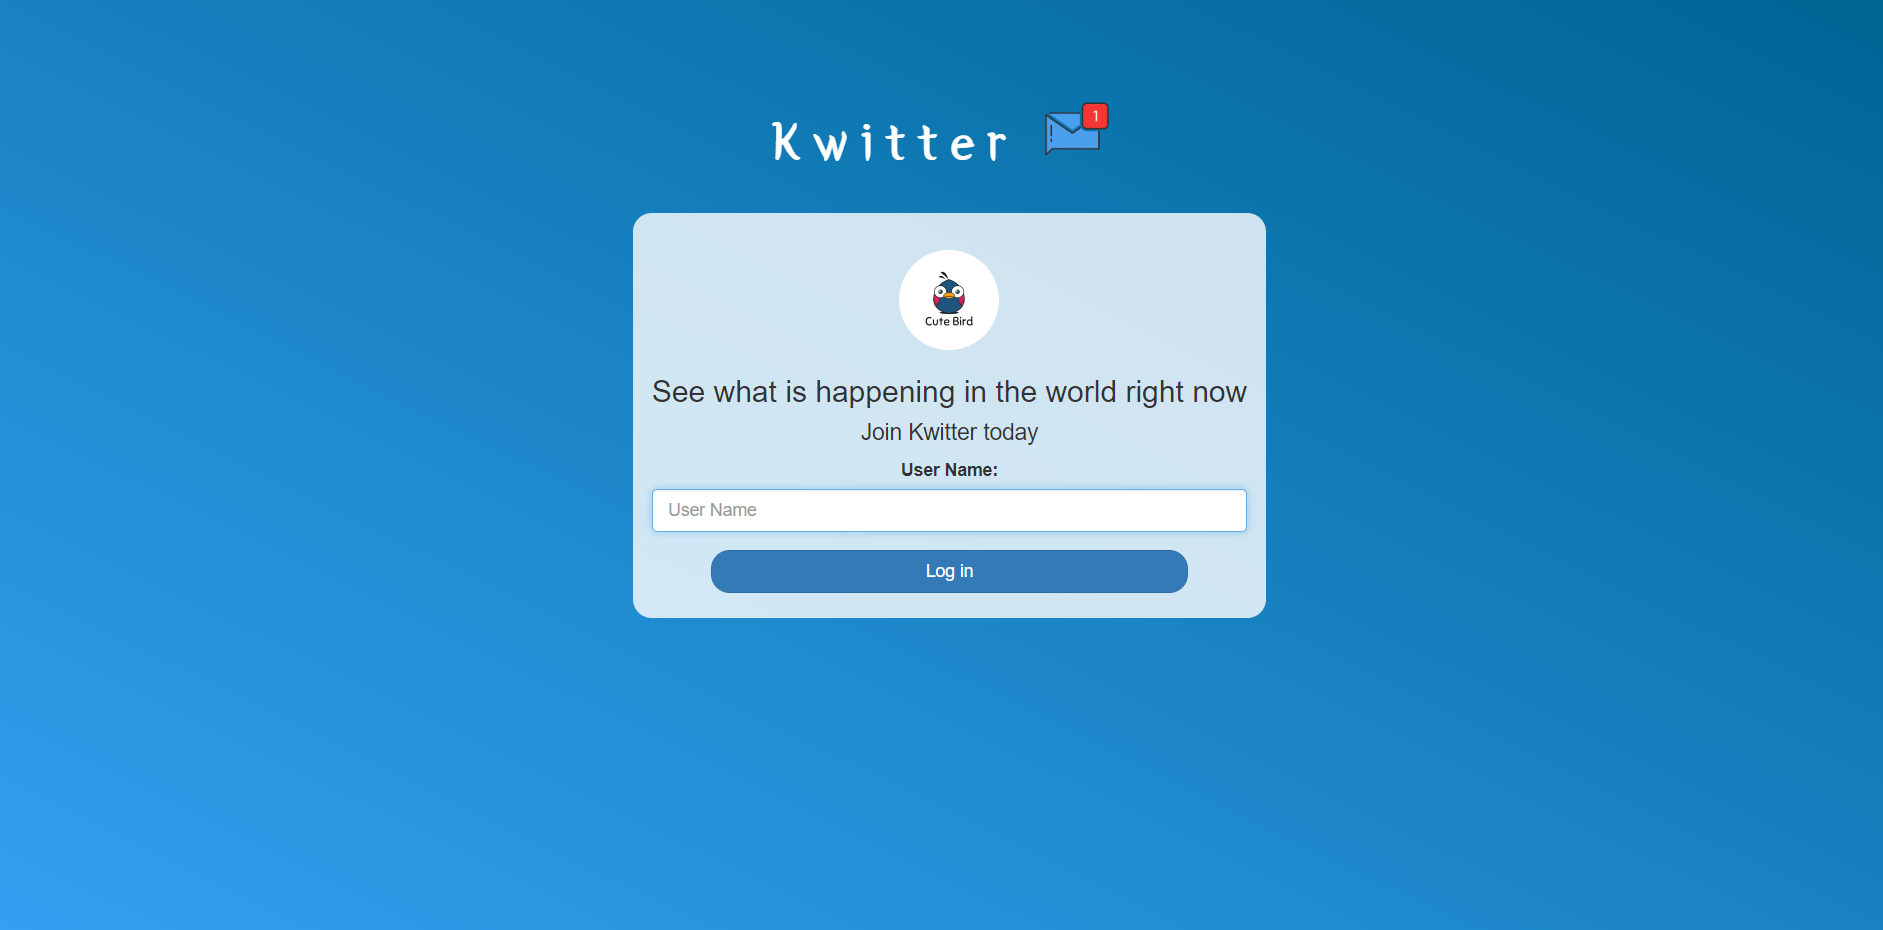 Kwitter
1
Cute Bird
See what is happening in the world right now
Join Kwitter today
User Name:
User Name
Log in